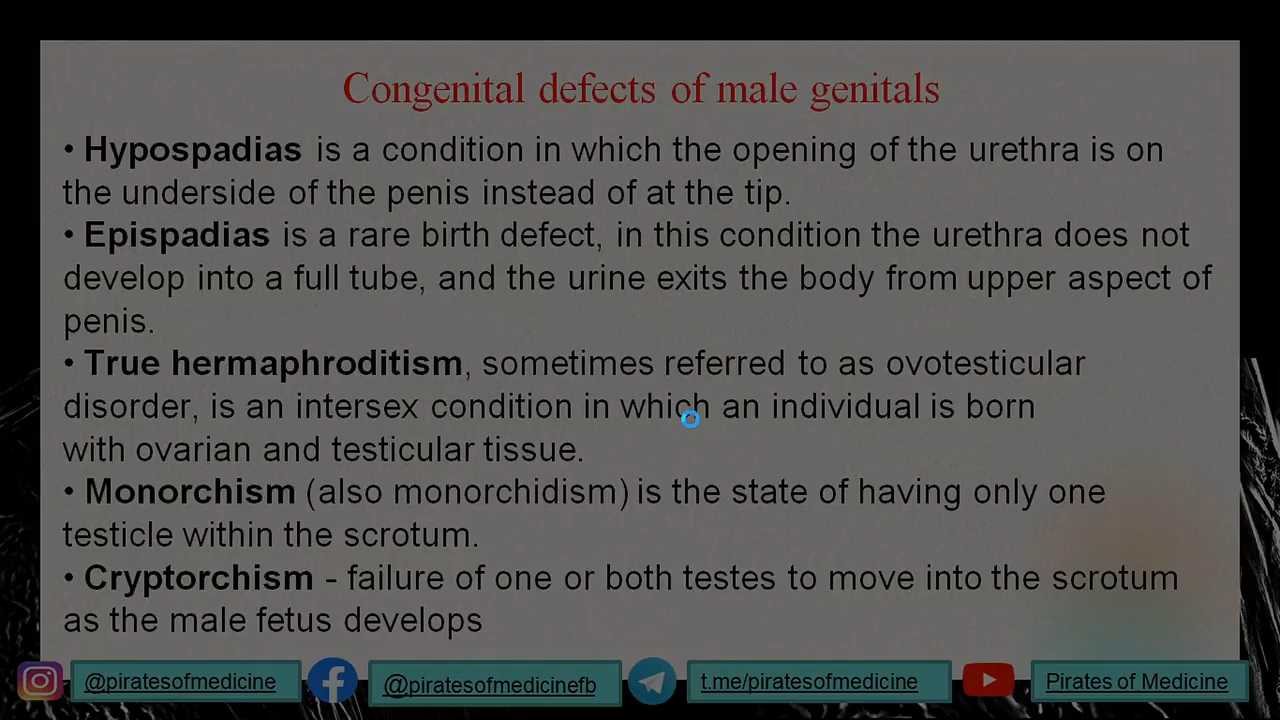 Congenital defects of male genitals
• Hypospadias is a condition in which the opening of the urethra is on
the underside of the penis instead of at the tip.
• Epispadias is a rare birth defect, in this condition the urethra does not
develop into a full tube, and the urine exits the body from upper aspect of
penis.
• True hermaphroditism, sometimes referred to as ovotesticular
disorder, is an intersex condition in which an individual is born
with ovarian and testicular tissue.
• Monorchism (also monorchidism) is the state of having only one
testicle within the scrotum.
• Cryptorchism - failure of one or both testes to move into the scrotum
as the male fetus develops
@piratesofmedicine @piratesofmedicinefb t.me/piratesofmedicine Pirates of Medicine